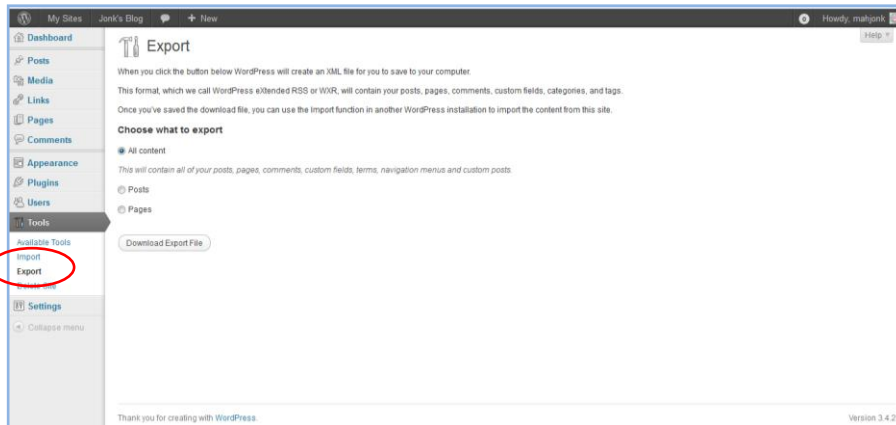 My Sites Jonk's Blog + New 0 Howdy, mahjonk
Help
Dashboard
Posts
Media
Links
Pages
Comments
Appearance
Plugins
Users
Tools
Available Tools
Import
Export
Delete Site
Settings
Collapse menu
Export
When you click the button below WordPress will create an XML file for you to save to your computer.
This format, which we call WordPress eXtended RSS or WXR, will contain your posts, pages, comments, custom fields, categories, and tags.
Once you've saved the download file, you can use the Import function in another WordPress installation to import the content from this site.
Choose what to export
All content
This will contain all of your posts, pages, comments, custom fields, terms, navigation menus and custom posts.
Posts
Pages
Download Export File
Thank you for creating with WordPress. Version 3.4.2